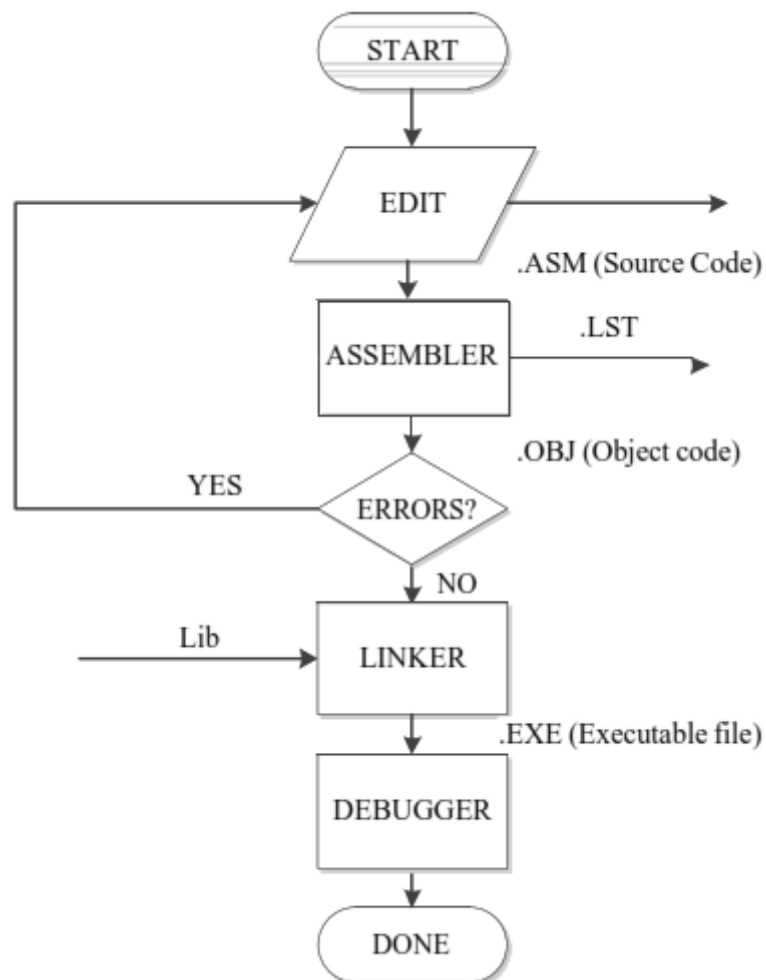 START
EDIT
.ASM (Source Code)
ASSEMBLER
.LST
.OBJ (Object code)
YES
ERRORS?
NO
Lib
LINKER
.EXE (Executable file)
DEBUGGER
DONE